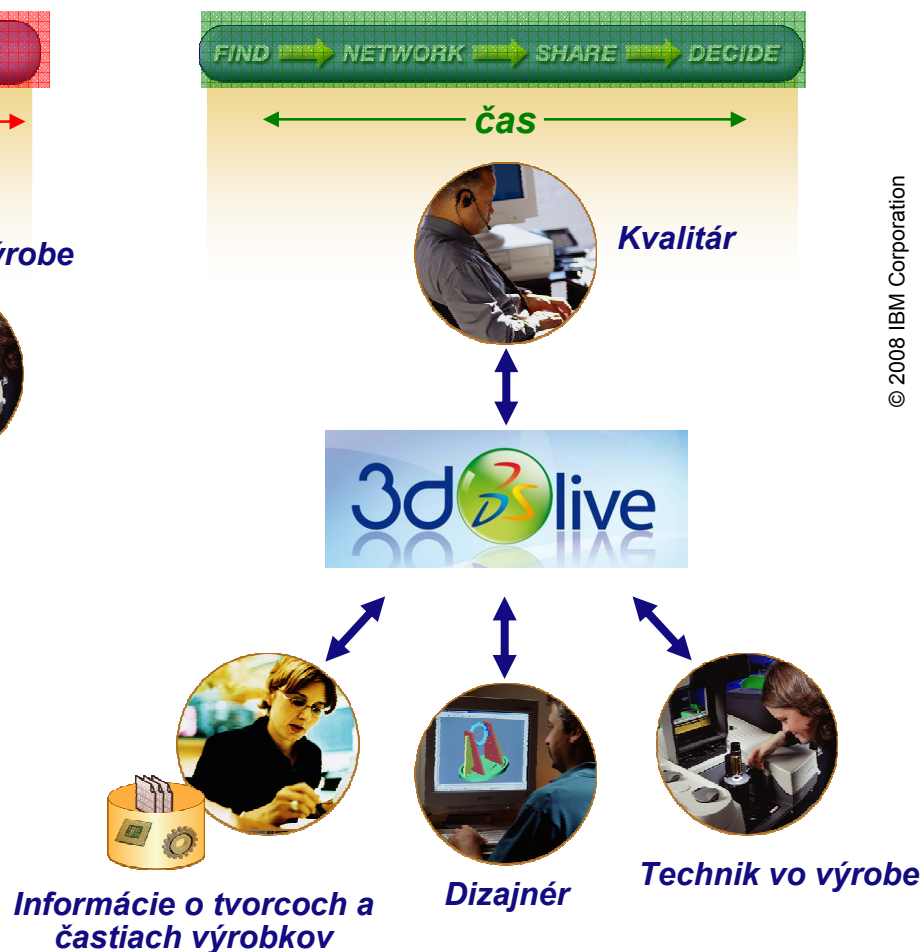 FIND NETWORK SHARE DECIDE
čas
Kvalitár
© 2008 IBM Corporation
3d live
Informácie o tvorcoch a
častiach výrobkov
Dizajnér
Technik vo výrobe